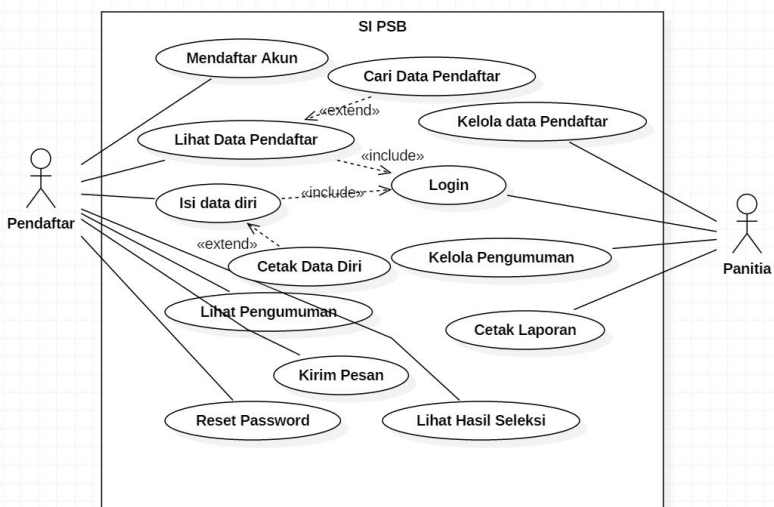 SI PSB
Mendaftar Akun
Cari Data Pendaftar
«extend»
Kelola data Pendaftar
Lihat Data Pendaftar
«include»
Login
«include»
Isi data diri
Pendaftar
«extend»
Kelola Pengumuman
Cetak Data Diri
Panitia
Lihat Pengumuman
Cetak Laporan
Kirim Pesan
Reset Password
Lihat Hasil Seleksi